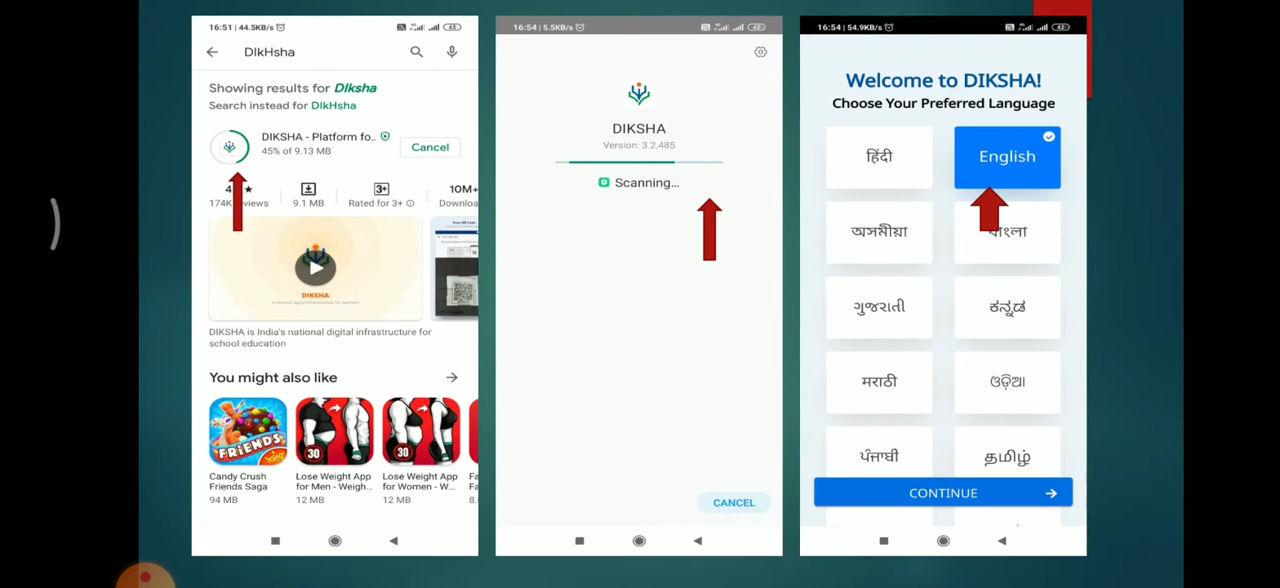 16:51 | 44.5KB/s
43
DIkHsha
Showing results for DIksha
Search instead for DIkHsha
DIKSHA - Platform fo..
45% of 9.13 MB
Cancel
3+
10M+
9.1 MB
Rated for 3+
DIKSHA
DIKSHA is India's national digital infrastructure for
school education
You might also like
FRIENDS
30
30
Candy Crush
Friends Saga
94 MB
Lose Weight App
for Men - Weigh...
12 MB
Lose Weight App
for Women - W...
12 MB
16:54 | 5.5KB/s
43
DIKSHA
Version: 3.2.485
Scanning...
CANCEL
16:54 | 54.9KB/s
43
Welcome to DIKSHA!
Choose Your Preferred Language
हिंदी
English
অসমীয়া
বাংলা
ગુજરાતી
ಕನ್ನಡ
मराठी
ଓଡ଼ିଆ
ਪੰਜਾਬੀ
தமிழ்
CONTINUE